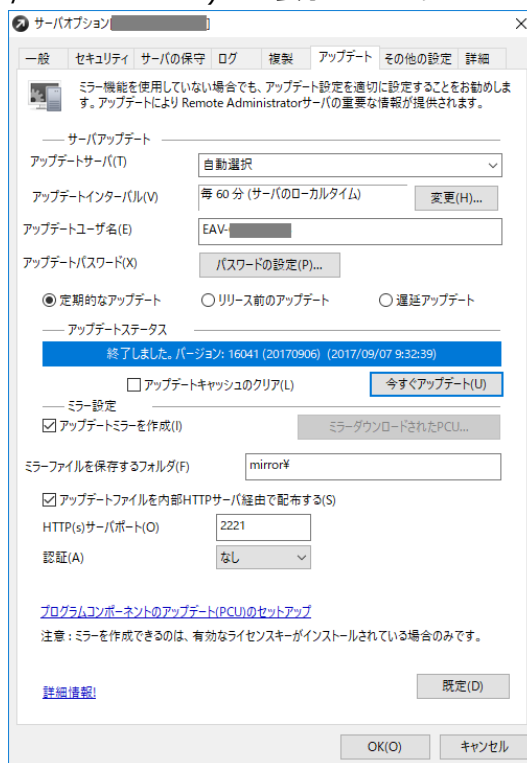 サーバオプション[ ]
一般 セキュリティ サーバの保守 ログ 複製 アップデート その他の設定 詳細
ミラー機能を使用していない場合でも、アップデート設定を適切に設定することをお勧めしま
す。アップデートにより Remote Administratorサーバの重要な情報が提供されます。
サーバアップデート
アップデートサーバ(T) 自動選択
アップデートインターバル(V) 毎 60 分 (サーバのローカルタイム) 変更(H)...
アップデートユーザ名(E) EAV-
アップデートパスワード(X) パスワードの設定(P)...
定期的なアップデート リリース前のアップデート 遅延アップデート
アップデートステータス
終了しました。バージョン: 16041 (20170906) (2017/09/07 9:32:39)
アップデートキャッシュのクリア(L) 今すぐアップデート(U)
ミラー設定
アップデートミラーを作成(I) ミラーダウンロードされたPCU...
ミラーファイルを保存するフォルダ(F) mirror¥
アップデートファイルを内部HTTPサーバ経由で配布する(S)
HTTP(s)サーバポート(O) 2221
認証(A) なし
プログラムコンポーネントのアップデート(PCU)のセットアップ
注意 : ミラーを作成できるのは、有効なライセンスキーがインストールされている場合のみです。
詳細情報! 既定(D)
OK(O) キャンセル